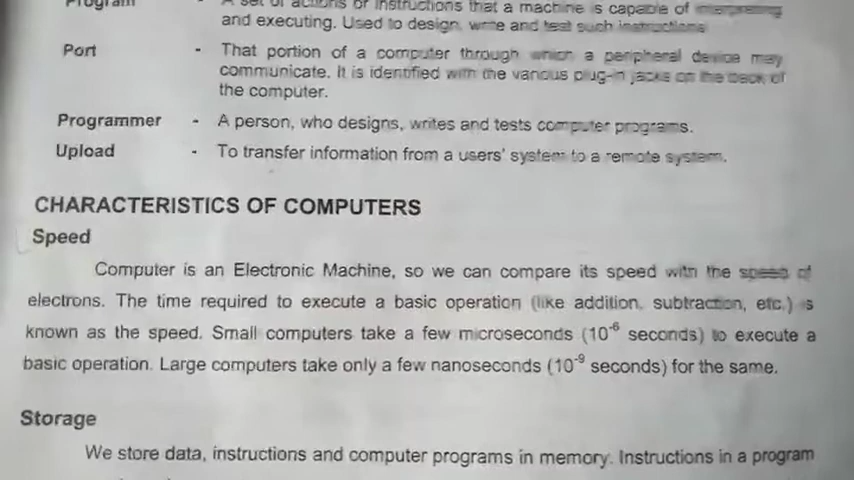 Program - A set of actions or instructions that a machine is capable of interpreting
and executing. Used to design, write and test such instructions.
Port - That portion of a computer through which a peripheral device may
communicate. It is identified with the various plug-in jacks on the back of
the computer.
Programmer - A person, who designs, writes and tests computer programs.
Upload - To transfer information from a users' system to a remote system.
CHARACTERISTICS OF COMPUTERS
Speed
Computer is an Electronic Machine, so we can compare its speed with the speed of
electrons. The time required to execute a basic operation (like addition, subtraction, etc.) is
known as the speed. Small computers take a few microseconds (10⁻⁶ seconds) to execute a
basic operation. Large computers take only a few nanoseconds (10⁻⁹ seconds) for the same.
Storage
We store data, instructions and computer programs in memory. Instructions in a program